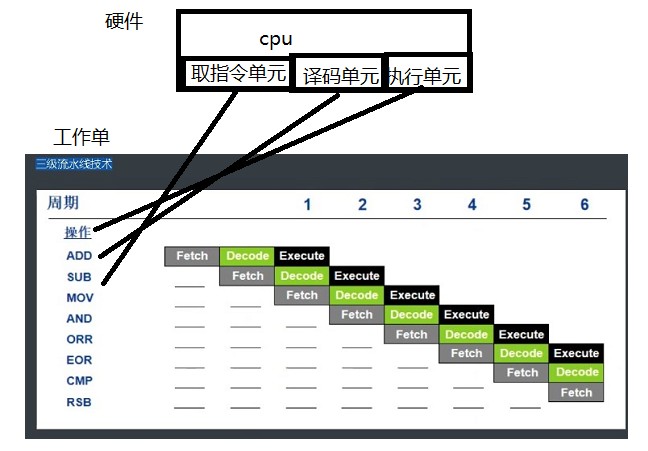 硬件
cpu
取指令单元 译码单元 执行单元
工作单
三级流水线技术
周期 1 2 3 4 5 6
操作
ADD Fetch Decode Execute
SUB Fetch Decode Execute
MOV Fetch Decode Execute
AND Fetch Decode Execute
ORR Fetch Decode Execute
EOR Fetch Decode Execute
CMP Fetch Decode
RSB Fetch